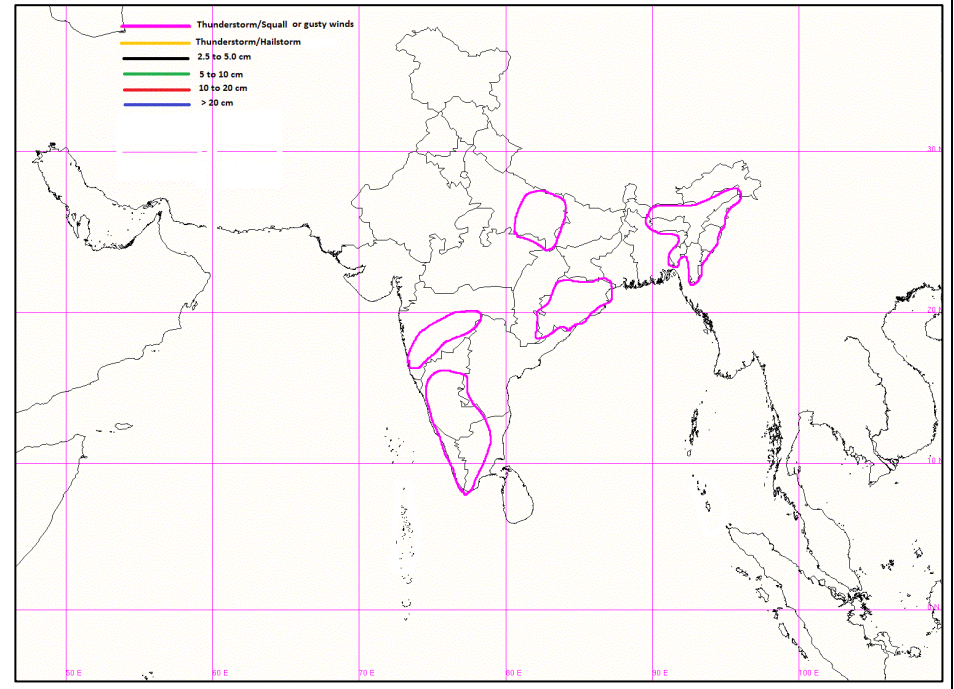 Thunderstorm/Squall or gusty winds
Thunderstorm/Hailstorm
2.5 to 5.0 cm
5 to 10 cm
10 to 20 cm
> 20 cm
30 N
20 N
10 N
50 E
60 E
70 E
80 E
90 E
100 E